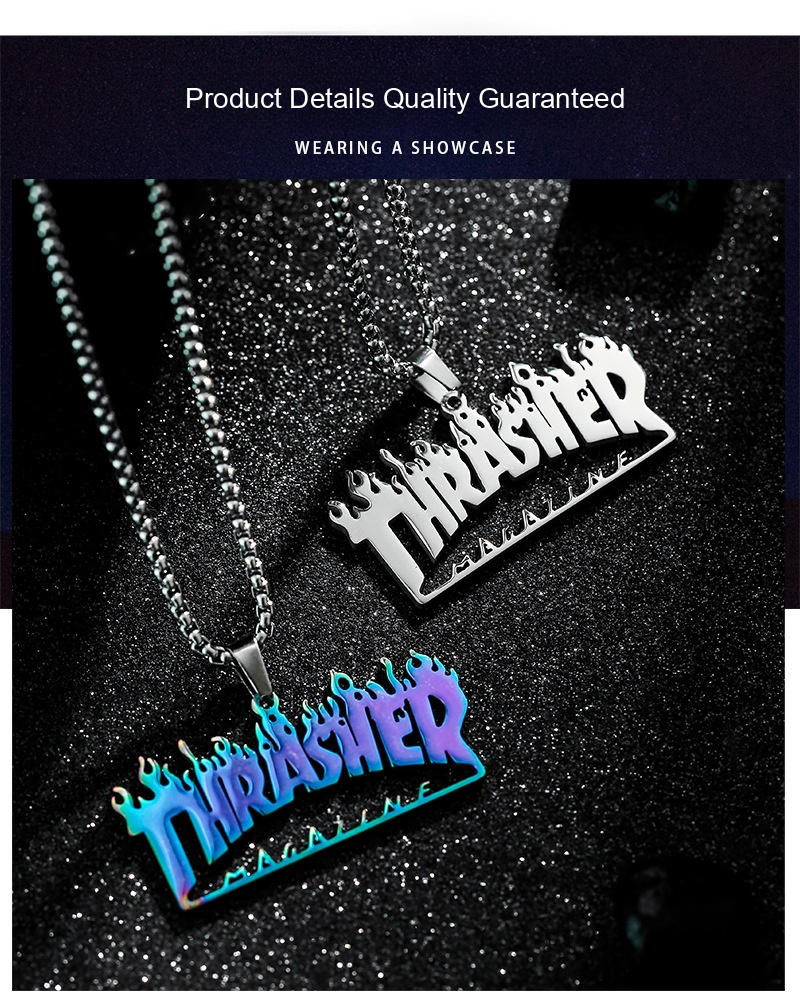 Product Details Quality Guaranteed
WEARING A SHOWCASE
THRASHER
MAGAZINE
THRASHER
MAGAZINE